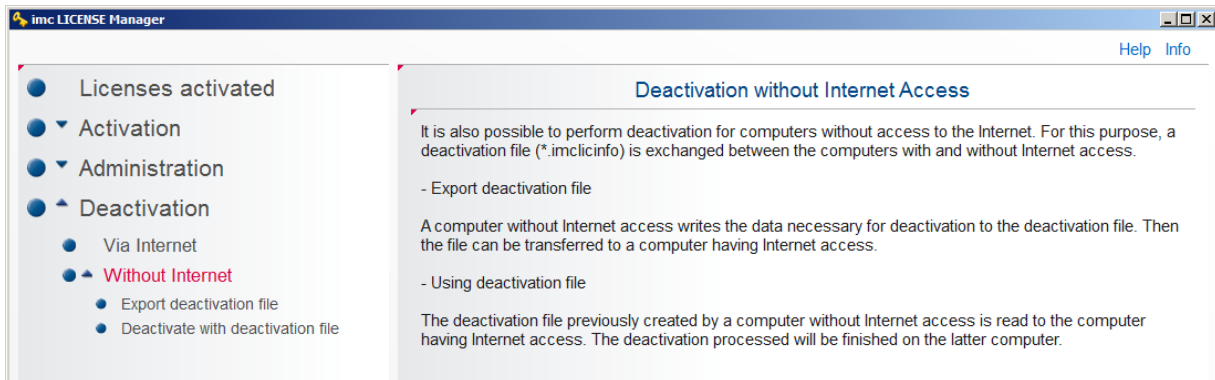 imc LICENSE Manager
Help Info
Licenses activated
Activation
Administration
Deactivation
Via Internet
Without Internet
Export deactivation file
Deactivate with deactivation file
Deactivation without Internet Access
It is also possible to perform deactivation for computers without access to the Internet. For this purpose, a
deactivation file (*.imclicinfo) is exchanged between the computers with and without Internet access.
- Export deactivation file
A computer without Internet access writes the data necessary for deactivation to the deactivation file. Then
the file can be transferred to a computer having Internet access.
- Using deactivation file
The deactivation file previously created by a computer without Internet access is read to the computer
having Internet access. The deactivation processed will be finished on the latter computer.